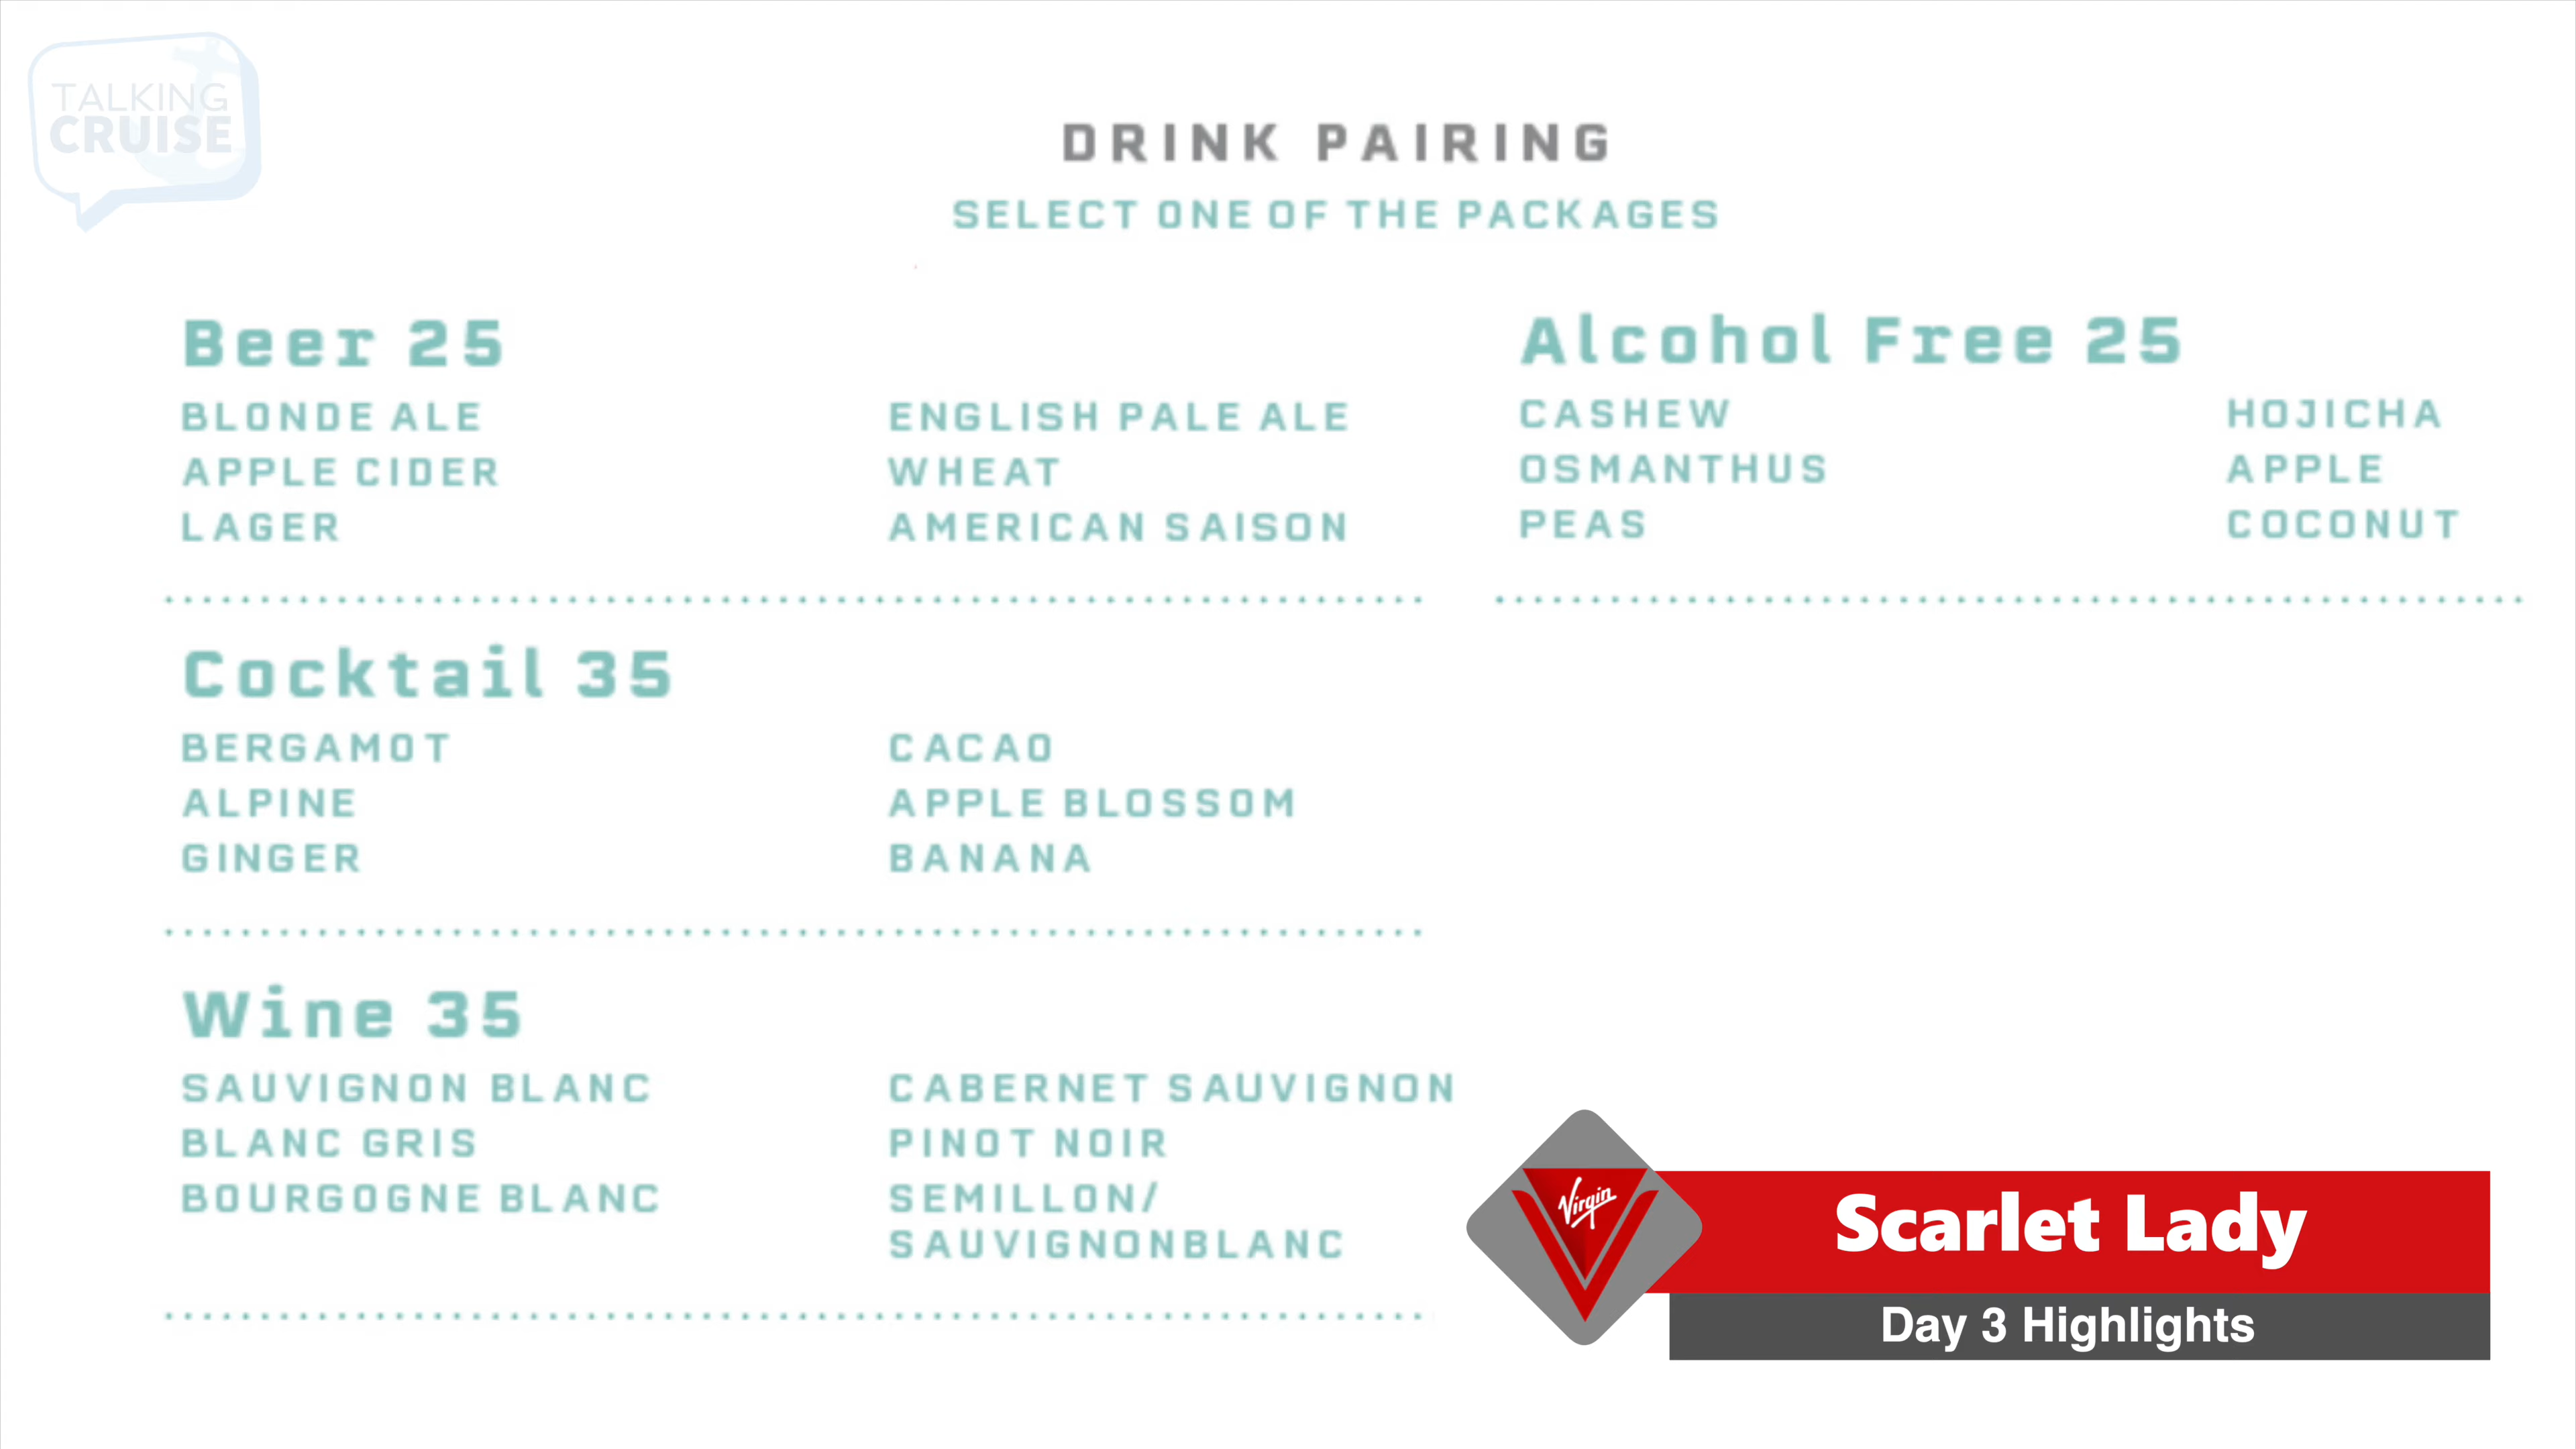 TALKING
CRUISE
DRINK PAIRING
SELECT ONE OF THE PACKAGES
Beer 25
BLONDE ALE
APPLE CIDER
LAGER
ENGLISH PALE ALE
WHEAT
AMERICAN SAISON
Alcohol Free 25
CASHEW
OSMANTHUS
PEAS
HOJICHA
APPLE
COCONUT
Cocktail 35
BERGAMOT
ALPINE
GINGER
CACAO
APPLE BLOSSOM
BANANA
Wine 35
SAUVIGNON BLANC
BLANC GRIS
BOURGOGNE BLANC
CABERNET SAUVIGNON
PINOT NOIR
SEMILLON/
SAUVIGNONBLANC
Virgin
Scarlet Lady
Day 3 Highlights